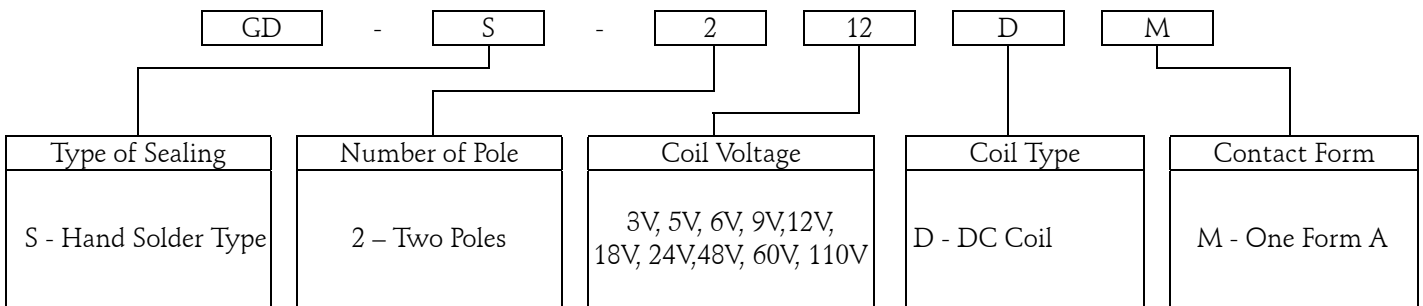 GD - S - 2 12 D M
Type of Sealing
S - Hand Solder Type
Number of Pole
2 – Two Poles
Coil Voltage
3V, 5V, 6V, 9V,12V,
18V, 24V,48V, 60V, 110V
Coil Type
D - DC Coil
Contact Form
M - One Form A